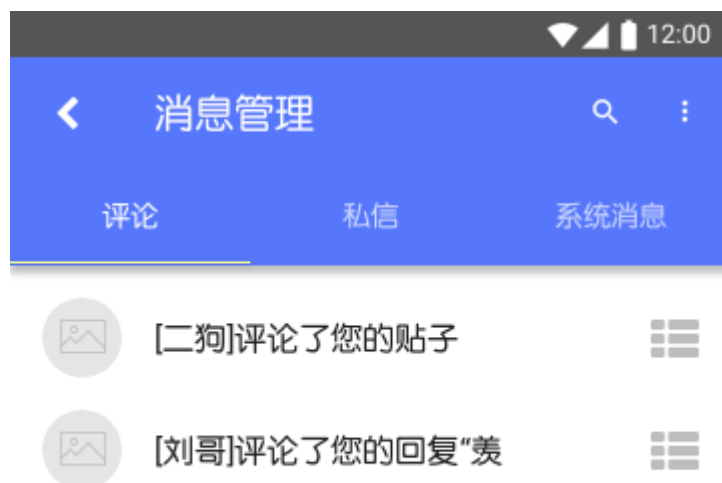 12:00
消息管理
评论 私信 系统消息
[二狗]评论了您的贴子
[刘哥]评论了您的回复“羡